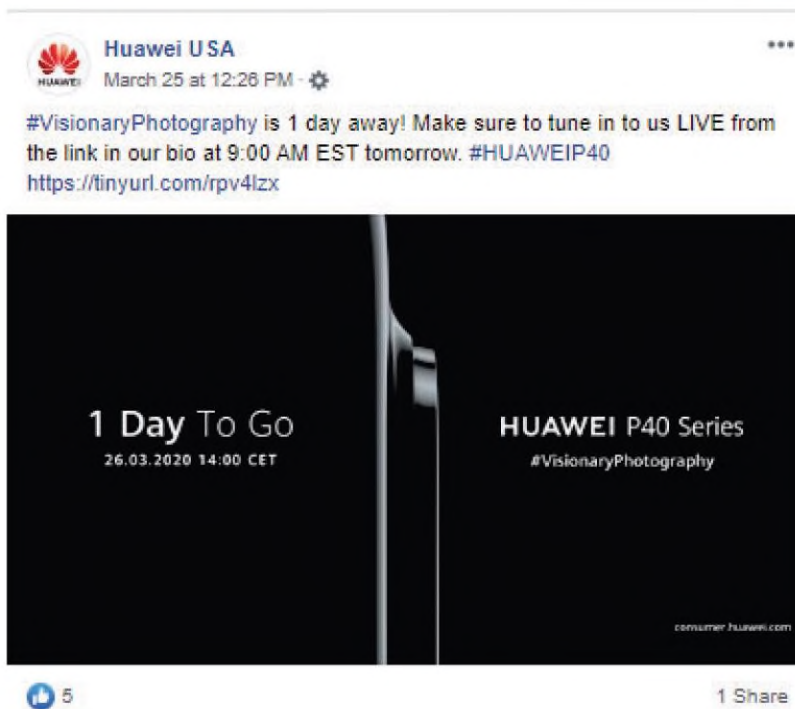 Huawei USA
HUAWEI
March 25 at 12:26 PM ·
#VisionaryPhotography is 1 day away! Make sure to tune in to us LIVE from
the link in our bio at 9:00 AM EST tomorrow. #HUAWEIP40
https://tinyurl.com/rpv4lzx
1 Day To Go
26.03.2020 14:00 CET
HUAWEI P40 Series
#VisionaryPhotography
consumer.huawei.com
5
1 Share